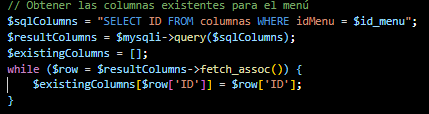 // Obtener las columnas existentes para el menú
$sqlColumns = "SELECT ID FROM columnas WHERE idMenu = $id_menu";
$resultColumns = $mysqli->query($sqlColumns);
$existingColumns = [];
while ($row = $resultColumns->fetch_assoc()) {
    $existingColumns[$row['ID']] = $row['ID'];
}